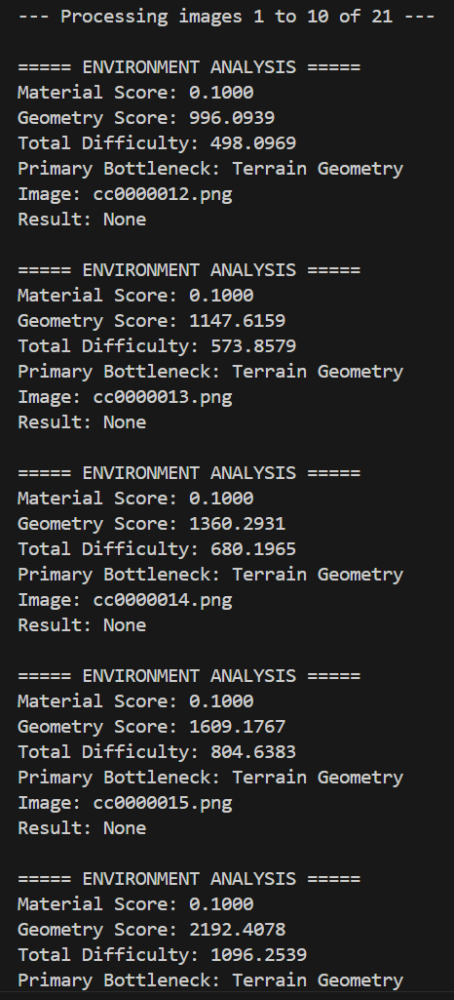 --- Processing images 1 to 10 of 21 ---
===== ENVIRONMENT ANALYSIS =====
Material Score: 0.1000
Geometry Score: 996.0939
Total Difficulty: 498.0969
Primary Bottleneck: Terrain Geometry
Image: cc0000012.png
Result: None
===== ENVIRONMENT ANALYSIS =====
Material Score: 0.1000
Geometry Score: 1147.6159
Total Difficulty: 573.8579
Primary Bottleneck: Terrain Geometry
Image: cc0000013.png
Result: None
===== ENVIRONMENT ANALYSIS =====
Material Score: 0.1000
Geometry Score: 1360.2931
Total Difficulty: 680.1965
Primary Bottleneck: Terrain Geometry
Image: cc0000014.png
Result: None
===== ENVIRONMENT ANALYSIS =====
Material Score: 0.1000
Geometry Score: 1609.1767
Total Difficulty: 804.6383
Primary Bottleneck: Terrain Geometry
Image: cc0000015.png
Result: None
===== ENVIRONMENT ANALYSIS =====
Material Score: 0.1000
Geometry Score: 2192.4078
Total Difficulty: 1096.2539
Primary Bottleneck: Terrain Geometry